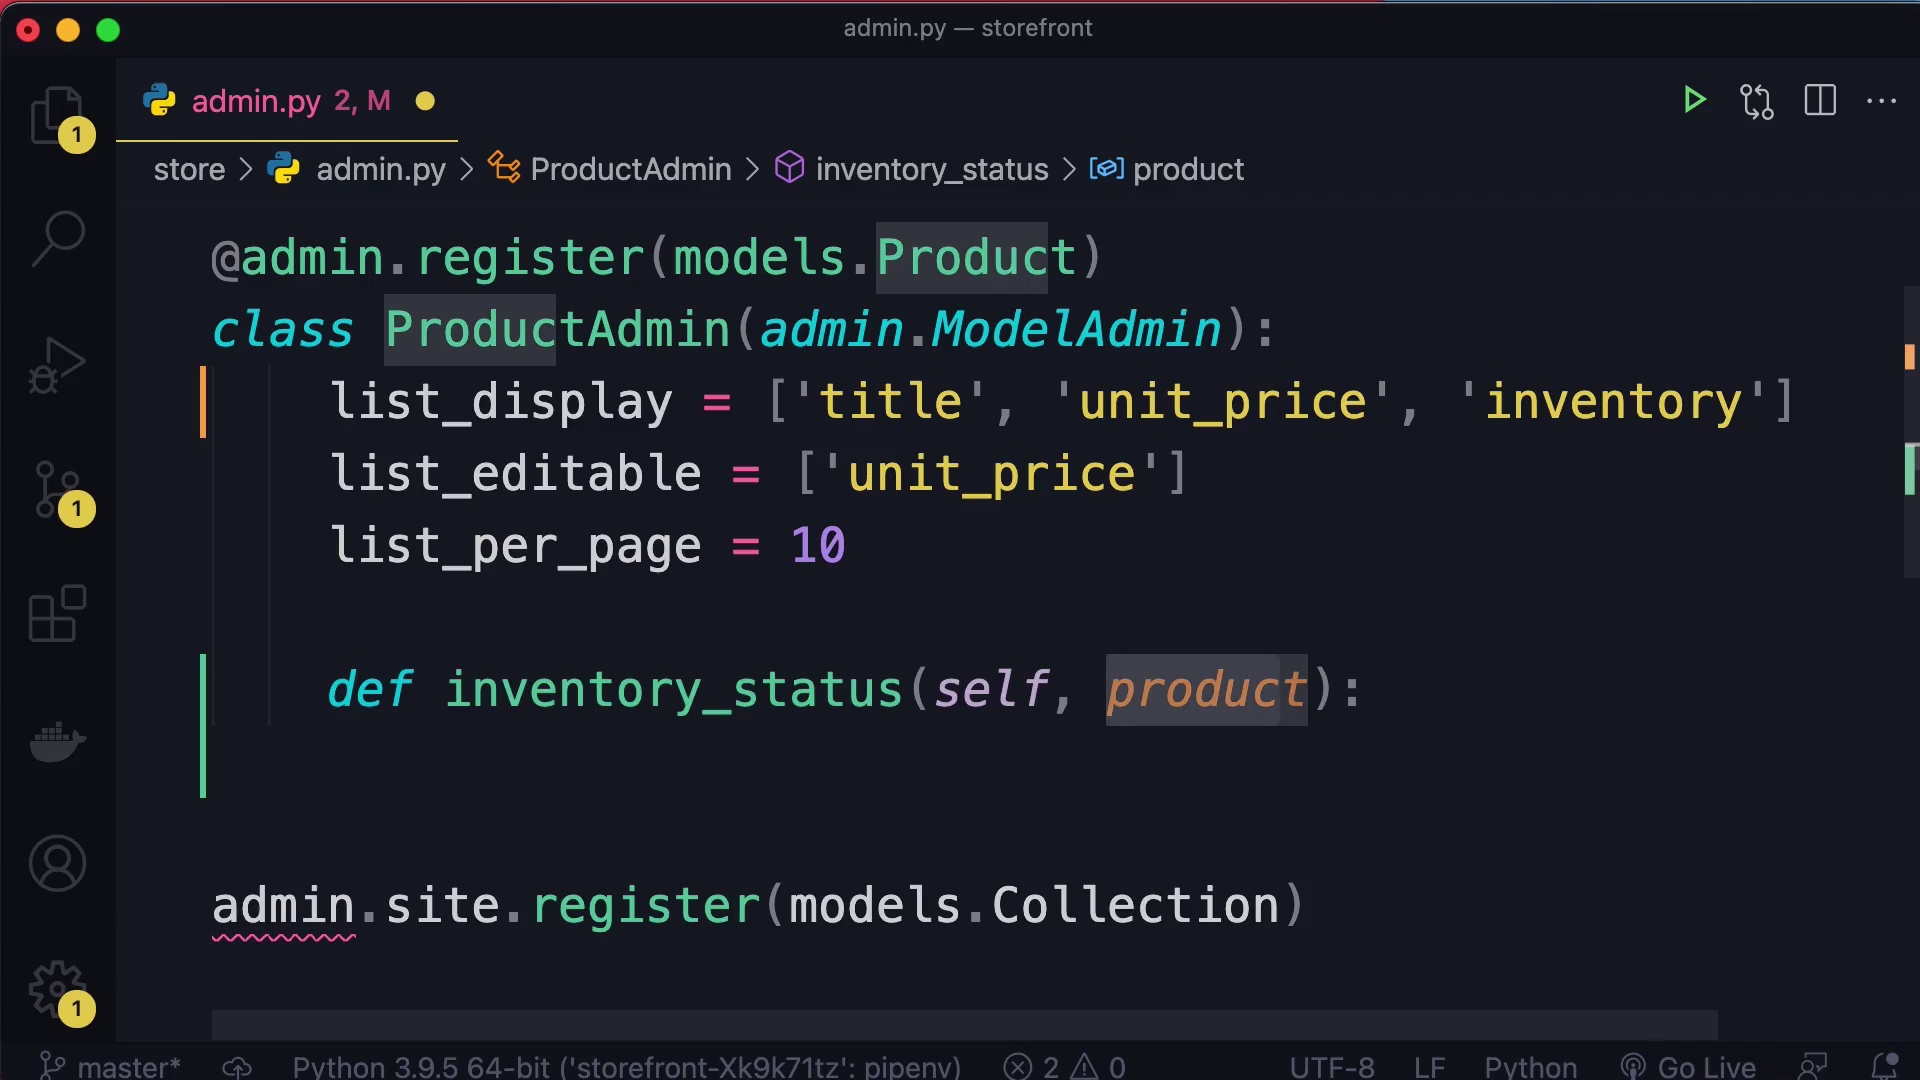 admin.py — storefront
admin.py 2, M
1
store > admin.py > ProductAdmin > inventory_status > product
@admin.register(models.Product)
class ProductAdmin(admin.ModelAdmin):
    list_display = ['title', 'unit_price', 'inventory']
    list_editable = ['unit_price']
    list_per_page = 10
1
    def inventory_status(self, product):
admin.site.register(models.Collection)
1
master* Python 3.9.5 64-bit ('storefront-Xk9k71tz': pipenv) 2 0 UTF-8 LF Python Go Live